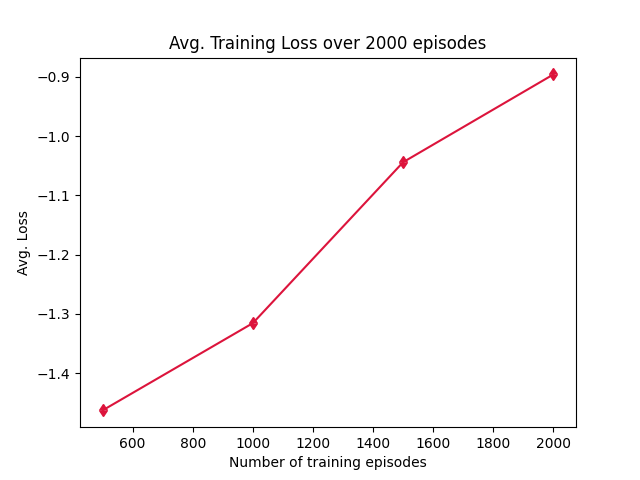 Avg. Training Loss over 2000 episodes
−0.9
−1.0
−1.1
−1.2
−1.3
−1.4
Avg. Loss
600 800 1000 1200 1400 1600 1800 2000
Number of training episodes